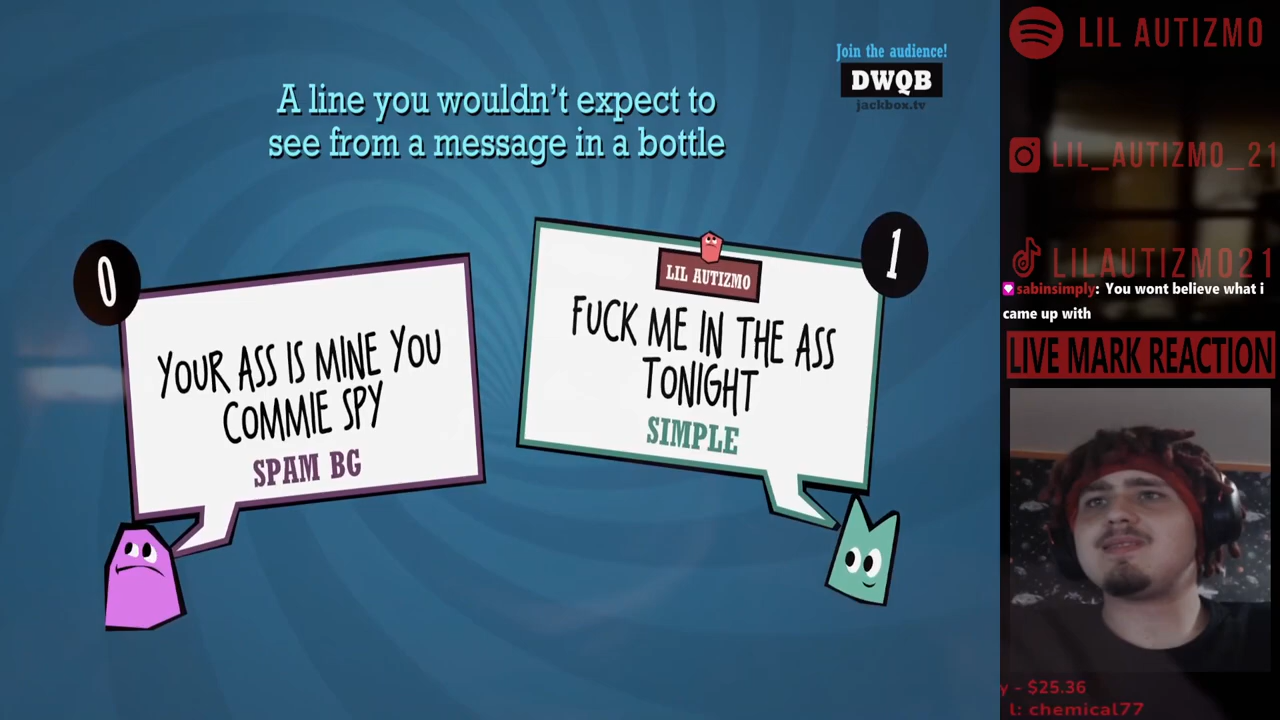 Join the audience!
DWQB
jackbox.tv
A line you wouldn't expect to
see from a message in a bottle
0
YOUR ASS IS MINE YOU
COMMIE SPY
SPAM BG
1
LIL AUTIZMO
FUCK ME IN THE ASS
TONIGHT
SIMPLE
LIL AUTIZMO
LIL_AUTIZMO_21
LILAUTIZMO21
sabinsimply: You wont believe what i
came up with
LIVE MARK REACTION
y - $25.36
l: chemical77